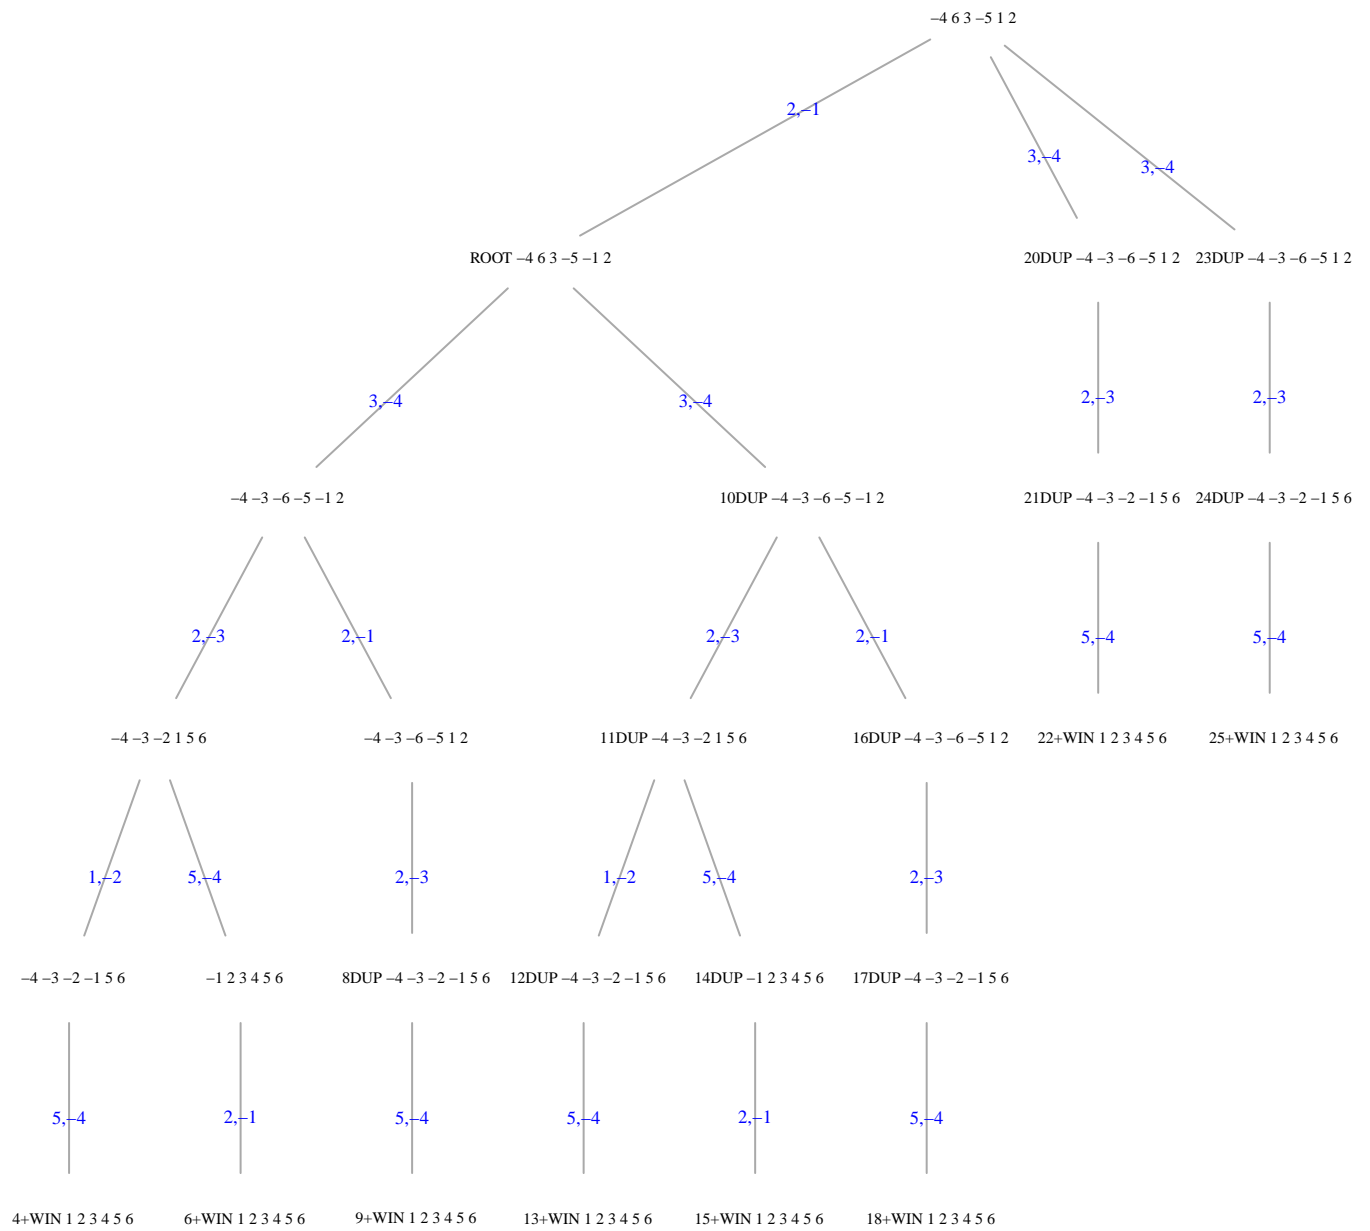 −4 6 3 −5 1 2
2,−1
3,−4
3,−4
ROOT −4 6 3 −5 −1 2
20DUP −4 −3 −6 −5 1 2
23DUP −4 −3 −6 −5 1 2
3,−4
3,−4
2,−3
2,−3
−4 −3 −6 −5 −1 2
10DUP −4 −3 −6 −5 −1 2
21DUP −4 −3 −2 −1 5 6
24DUP −4 −3 −2 −1 5 6
2,−3
2,−1
2,−3
2,−1
5,−4
5,−4
−4 −3 −2 1 5 6
−4 −3 −6 −5 1 2
11DUP −4 −3 −2 1 5 6
16DUP −4 −3 −6 −5 1 2
22+WIN 1 2 3 4 5 6
25+WIN 1 2 3 4 5 6
1,−2
5,−4
2,−3
1,−2
5,−4
2,−3
−4 −3 −2 −1 5 6
−1 2 3 4 5 6
8DUP −4 −3 −2 −1 5 6
12DUP −4 −3 −2 −1 5 6
14DUP −1 2 3 4 5 6
17DUP −4 −3 −2 −1 5 6
5,−4
2,−1
5,−4
5,−4
2,−1
5,−4
4+WIN 1 2 3 4 5 6
6+WIN 1 2 3 4 5 6
9+WIN 1 2 3 4 5 6
13+WIN 1 2 3 4 5 6
15+WIN 1 2 3 4 5 6
18+WIN 1 2 3 4 5 6